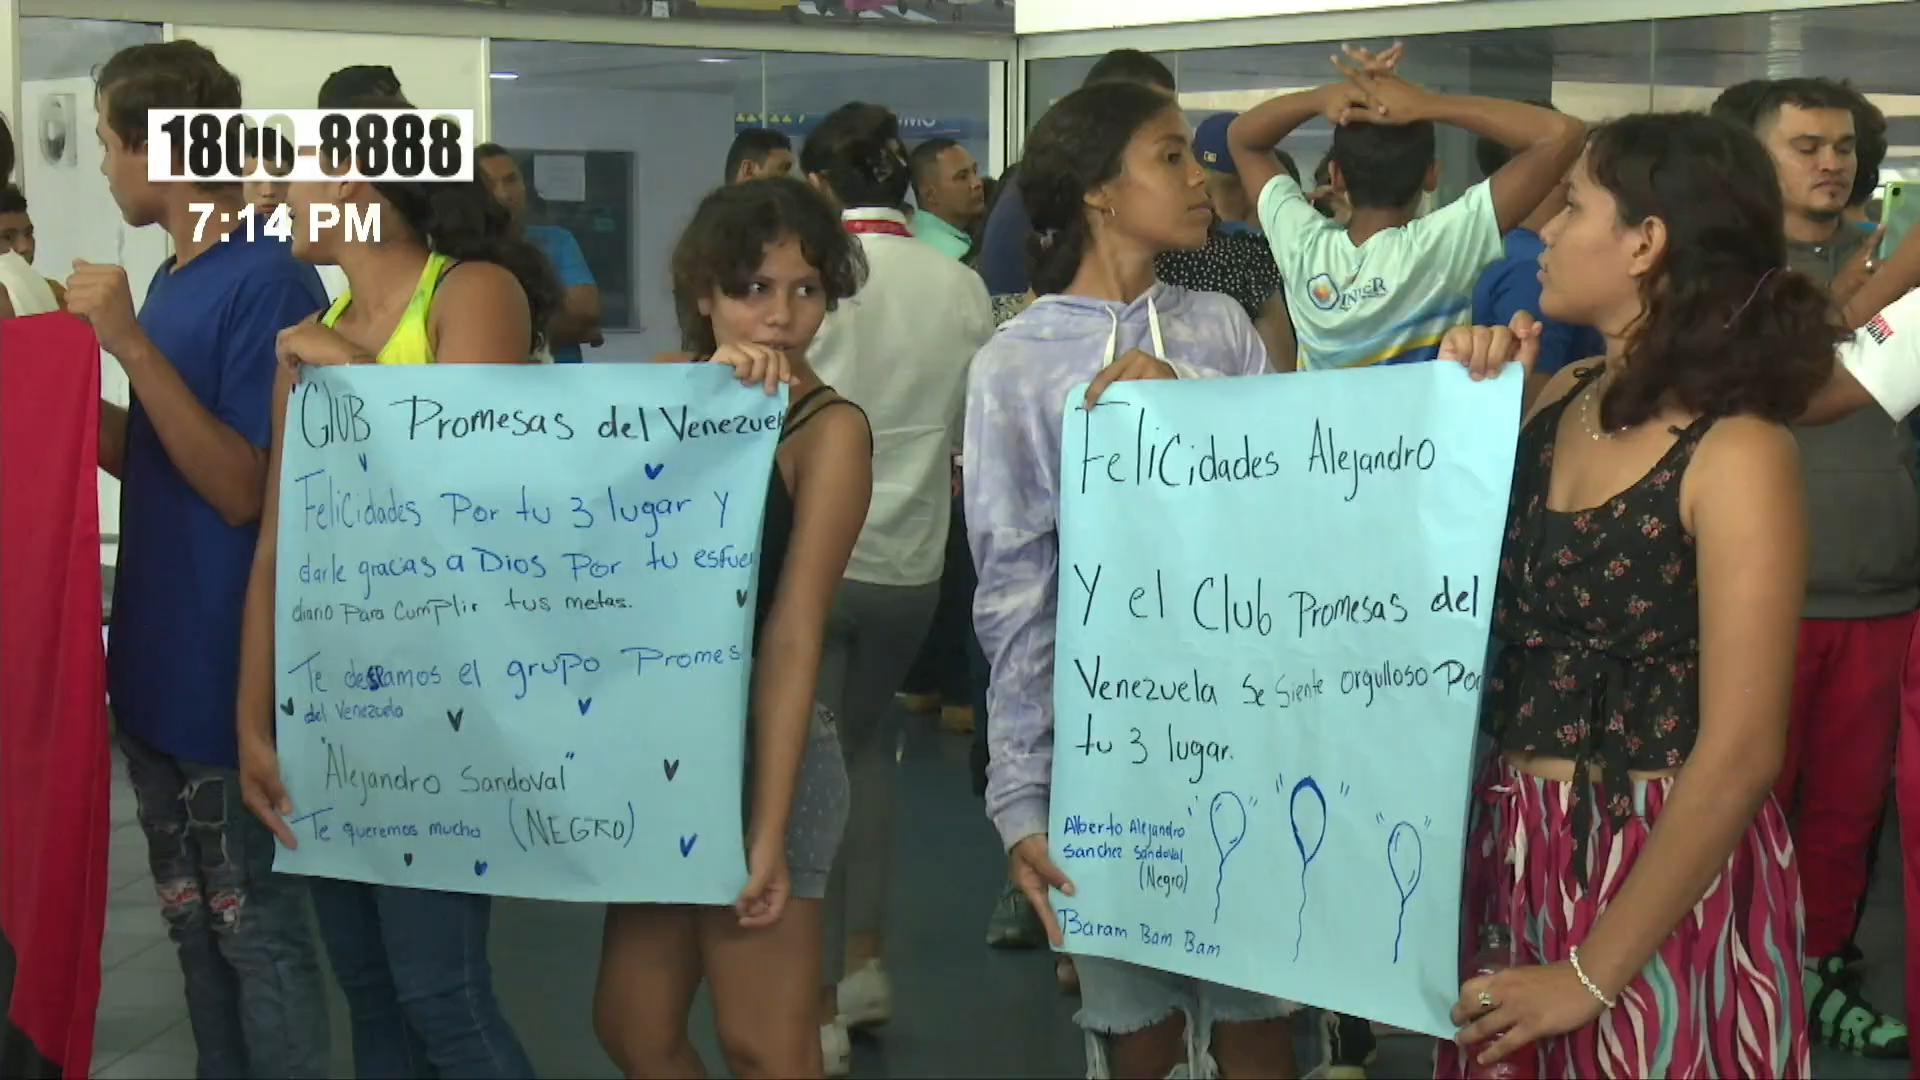 1800-8888
7:14 PM
INTER
"Club Promesas del Venezuel
Felicidades Por tu 3 lugar y
darle gracias a Dios Por tu esfue
diario Para Cumplir tus metas.
Te deseamos el grupo Promes
del Venezuela
"Alejandro Sandoval"
Te queremos mucho (NEGRO)
Felicidades Alejandro
Y el Club Promesas del
Venezuela Se Siente orgulloso Por
tu 3 lugar.
Alberto Alejandro
Sanchez Sandoval
(Negro)
Baram Bam Bam